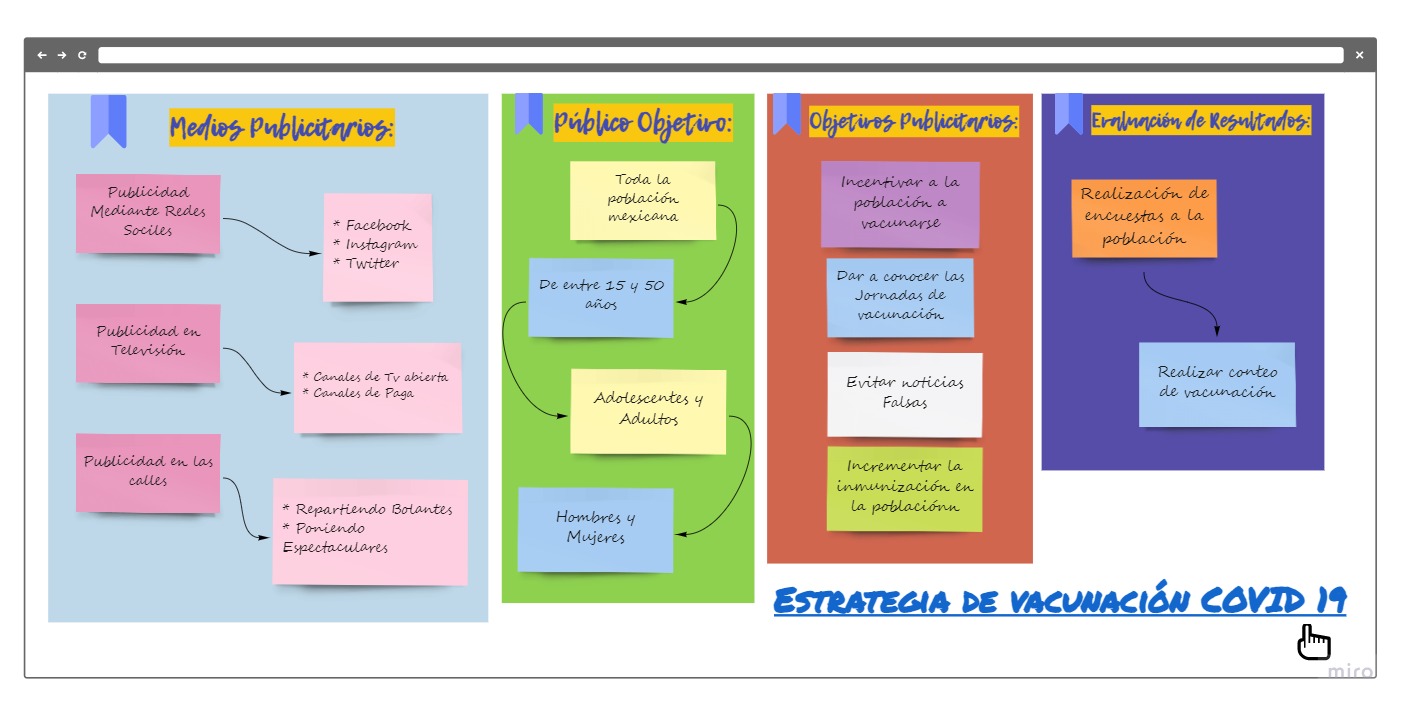 Medios Publicitarios:
Publicidad
Mediante Redes
Sociles
* Facebook
* Instagram
* Twitter
Publicidad en
Televisión
* Canales de Tv abierta
* Canales de Paga
Publicidad en las
calles
* Repartiendo Bolantes
* Poniendo
Espectaculares
Público Objetivo:
Toda la
población
mexicana
De entre 15 y 50
años
Adolescentes y
Adultos
Hombres y
Mujeres
Objetivos Publicitarios:
Incentivar a la
población a
vacunarse
Dar a conocer las
Jornadas de
vacunación
Evitar noticias
Falsas
Incrementar la
inmunización en
la poblaciónn
Evaluación de Resultados:
Realización de
encuestas a la
población
Realizar conteo
de vacunación
Estrategia de vacunación COVID 19
miro